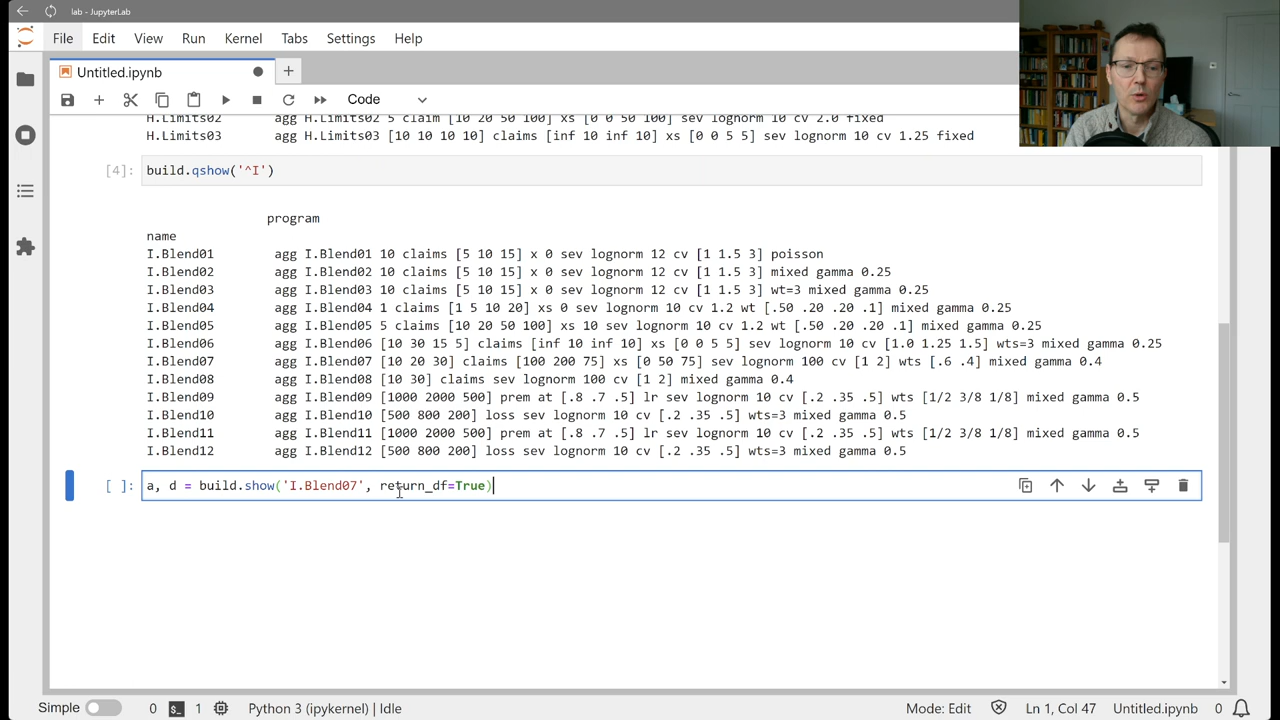 lab - JupyterLab
File Edit View Run Kernel Tabs Settings Help
Untitled.ipynb
Code
H.Limits02 agg H.Limits02 5 claim [10 20 50 100] xs [0 0 50 100] sev lognorm 10 cv 2.0 fixed
H.Limits03 agg H.Limits03 [10 10 10 10] claims [inf 10 inf 10] xs [0 0 5 5] sev lognorm 10 cv 1.25 fixed
[4]: build.qshow('^I')
program
name
I.Blend01 agg I.Blend01 10 claims [5 10 15] x 0 sev lognorm 12 cv [1 1.5 3] poisson
I.Blend02 agg I.Blend02 10 claims [5 10 15] x 0 sev lognorm 12 cv [1 1.5 3] mixed gamma 0.25
I.Blend03 agg I.Blend03 10 claims [5 10 15] x 0 sev lognorm 12 cv [1 1.5 3] wt=3 mixed gamma 0.25
I.Blend04 agg I.Blend04 1 claims [1 5 10 20] xs 0 sev lognorm 10 cv 1.2 wt [.50 .20 .20 .1] mixed gamma 0.25
I.Blend05 agg I.Blend05 5 claims [10 20 50 100] xs 10 sev lognorm 10 cv 1.2 wt [.50 .20 .20 .1] mixed gamma 0.25
I.Blend06 agg I.Blend06 [10 30 15 5] claims [inf 10 inf 10] xs [0 0 5 5] sev lognorm 10 cv [1.0 1.25 1.5] wts=3 mixed gamma 0.25
I.Blend07 agg I.Blend07 [10 20 30] claims [100 200 75] xs [0 50 75] sev lognorm 100 cv [1 2] wts [.6 .4] mixed gamma 0.4
I.Blend08 agg I.Blend08 [10 30] claims sev lognorm 100 cv [1 2] mixed gamma 0.4
I.Blend09 agg I.Blend09 [1000 2000 500] prem at [.8 .7 .5] lr sev lognorm 10 cv [.2 .35 .5] wts [1/2 3/8 1/8] mixed gamma 0.5
I.Blend10 agg I.Blend10 [500 800 200] loss sev lognorm 10 cv [.2 .35 .5] wts=3 mixed gamma 0.5
I.Blend11 agg I.Blend11 [1000 2000 500] prem at [.8 .7 .5] lr sev lognorm 10 cv [.2 .35 .5] wts [1/2 3/8 1/8] mixed gamma 0.5
I.Blend12 agg I.Blend12 [500 800 200] loss sev lognorm 10 cv [.2 .35 .5] wts=3 mixed gamma 0.5
[ ]: a, d = build.show('I.Blend07', return_df=True)
Simple 0 1 Python 3 (ipykernel) | Idle Mode: Edit Ln 1, Col 47 Untitled.ipynb 0